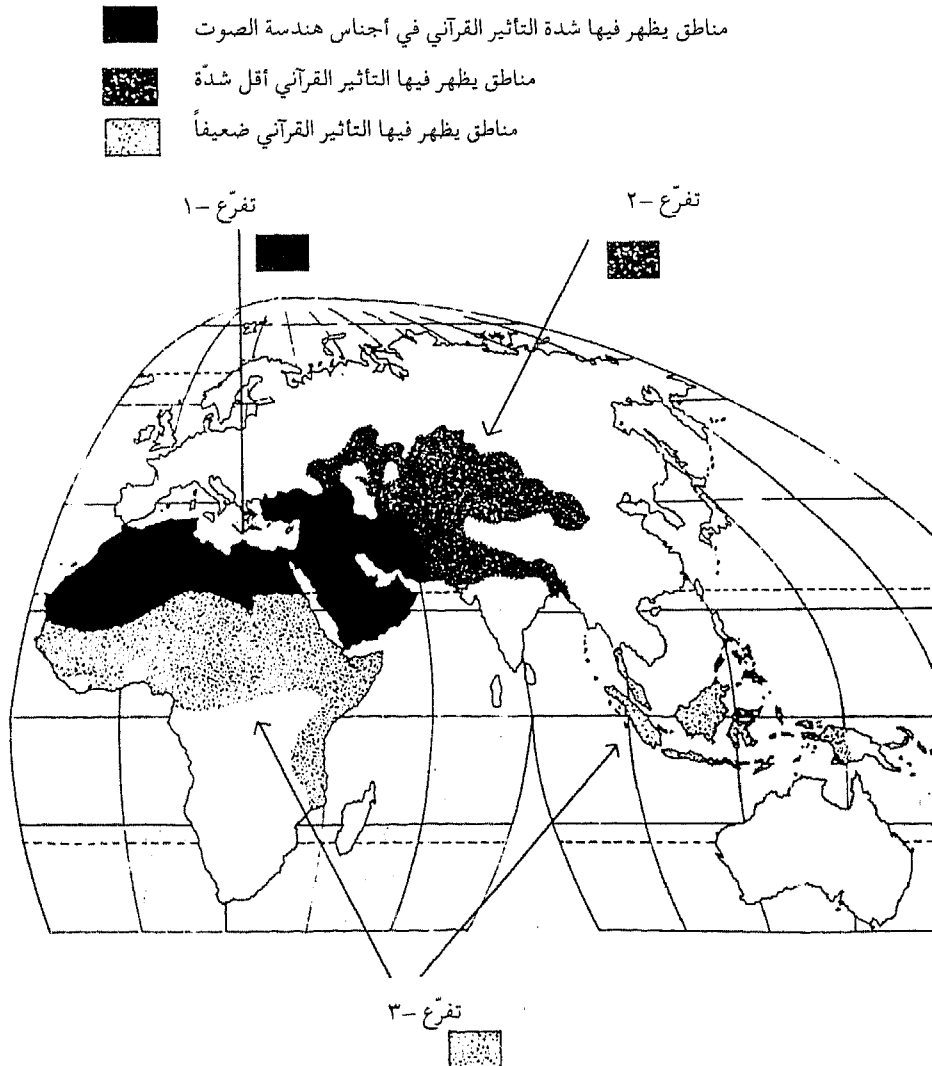 مناطق يظهر فيها شدة التأثير القرآني في أجناس هندسة الصوت
مناطق يظهر فيها التأثير القرآني أقل شدّة
مناطق يظهر فيها التأثير القرآني ضعيفاً
تفرّع -٢
تفرّع -١
تفرّع -٣